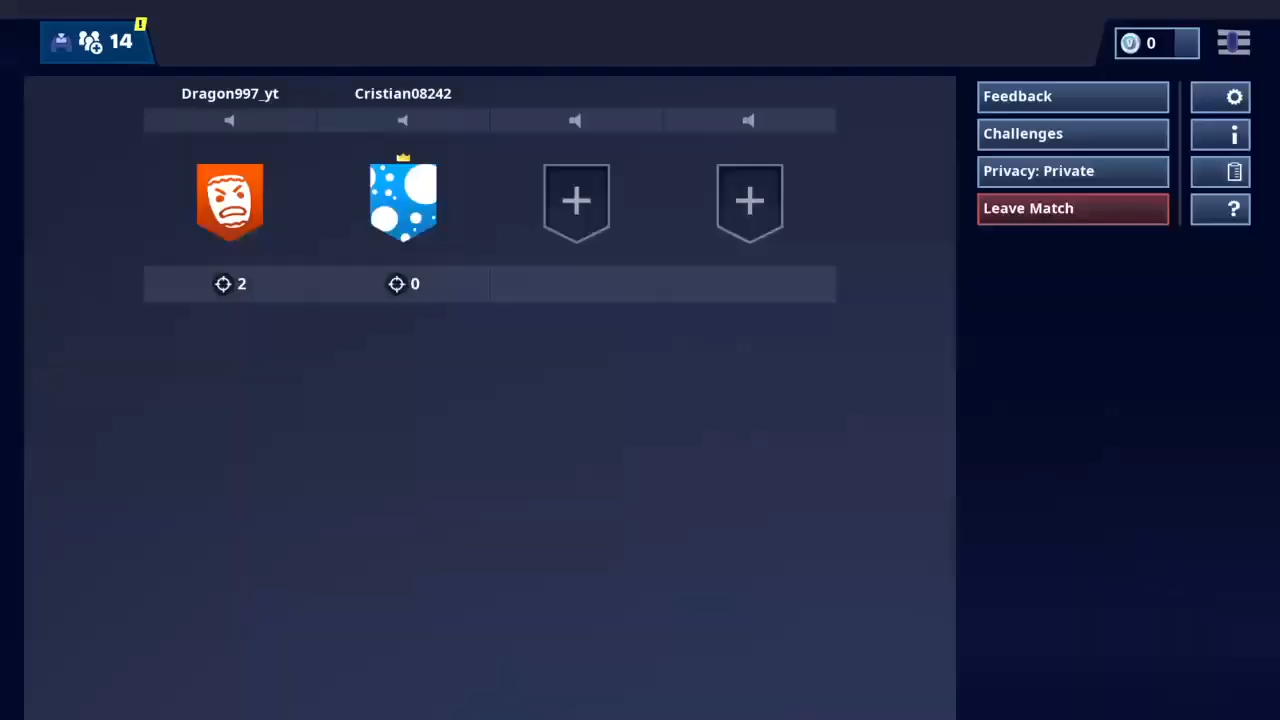 14
!
0
Dragon997_yt
Cristian08242
Feedback
Challenges
Privacy: Private
Leave Match
i
?
2
0